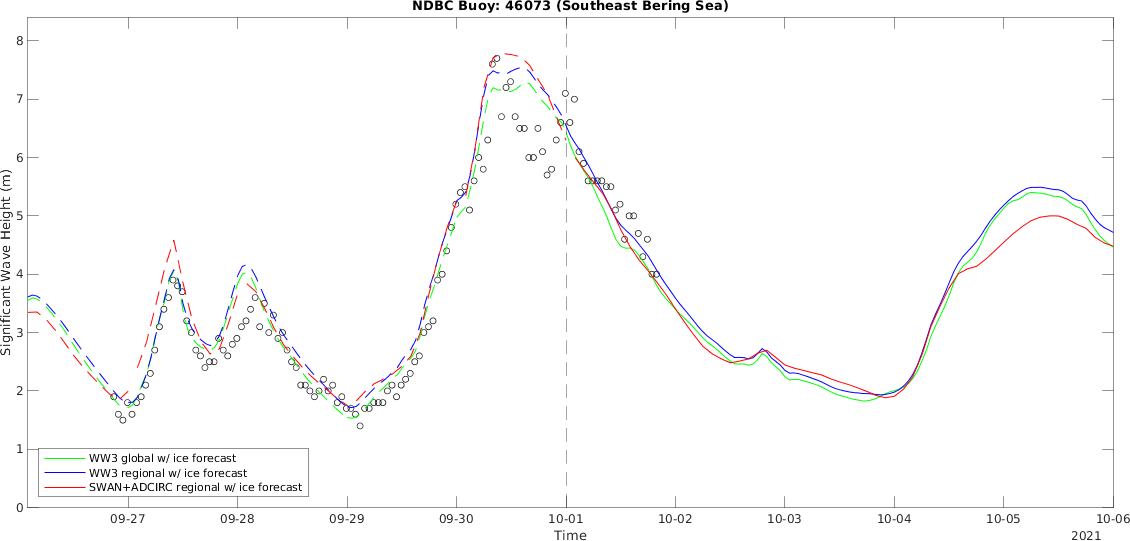 NDBC Buoy: 46073 (Southeast Bering Sea)
8
7
6
5
4
3
2
1
0
Significant Wave Height (m)
WW3 global w/ ice forecast
WW3 regional w/ ice forecast
SWAN+ADCIRC regional w/ ice forecast
09-27 09-28 09-29 09-30 10-01 10-02 10-03 10-04 10-05 10-06
Time
2021